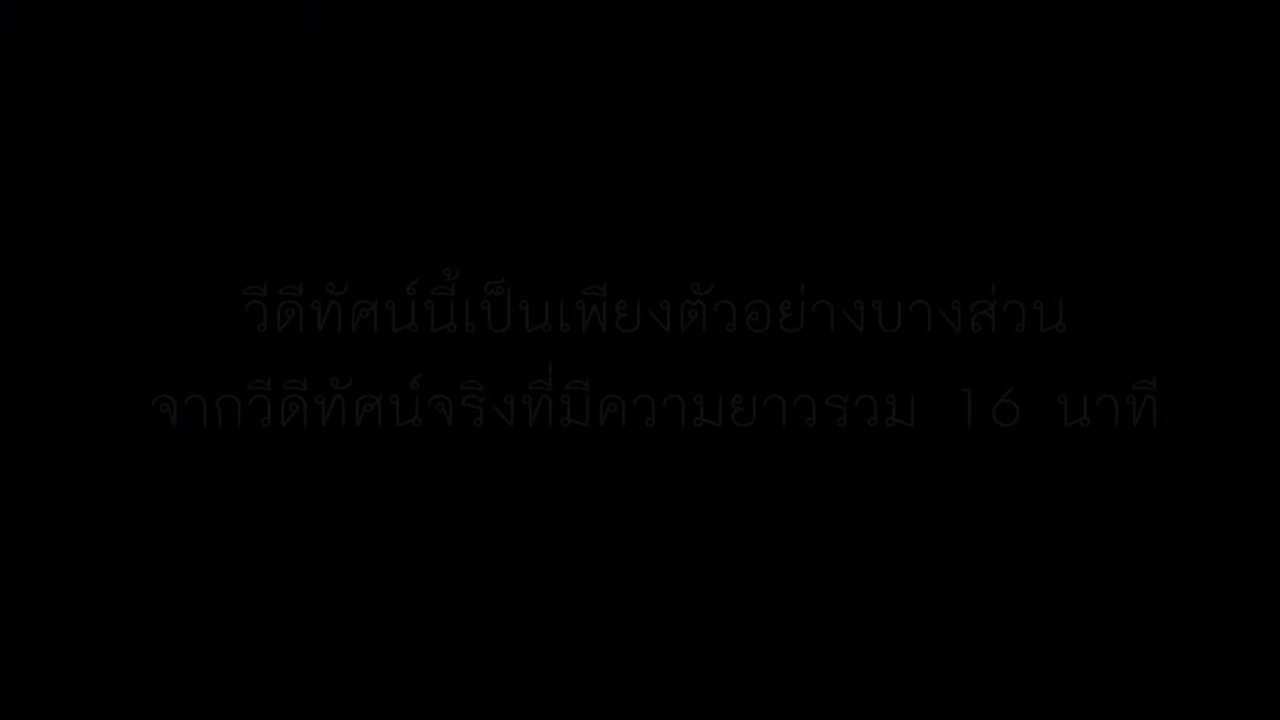 วีดีทัศน์นี้เป็นเพียงตัวอย่างบางส่วน
จากวีดีทัศน์จริงที่มีความยาวรวม 16 นาที